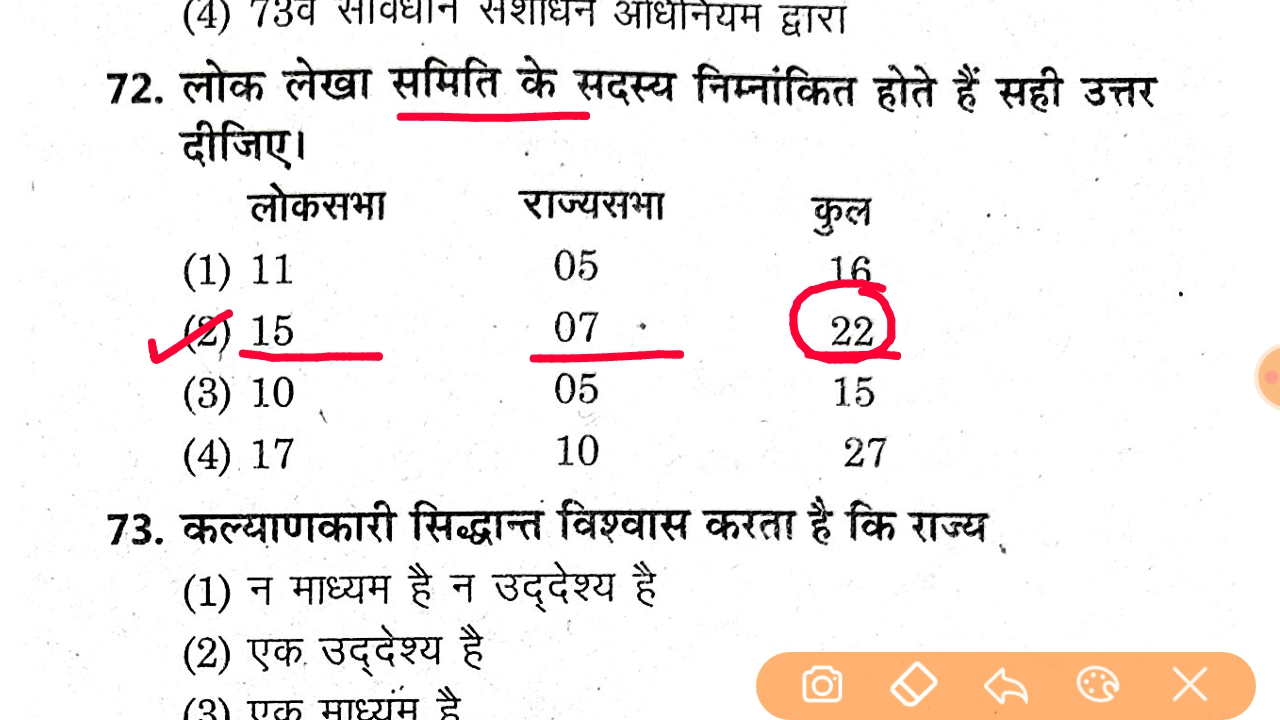 (4) 73वें संविधान संशोधन अधिनियम द्वारा
72. लोक लेखा समिति के सदस्य निम्नांकित होते हैं सही उत्तर
दीजिए।
लोकसभा राज्यसभा कुल
(1) 11 05 16
(2) 15 07 22
(3) 10 05 15
(4) 17 10 27
73. कल्याणकारी सिद्धान्त विश्वास करता है कि राज्य
(1) न माध्यम है न उद्देश्य है
(2) एक उद्देश्य है
(3) एक माध्यम है